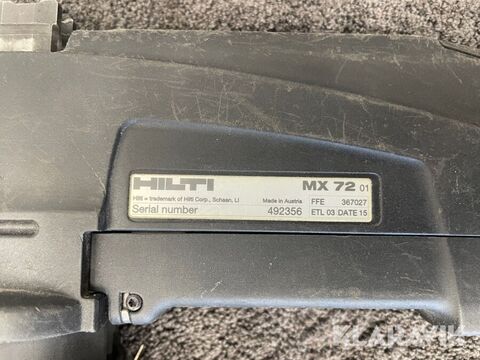 HILTI MX 72 01
Hilti = trademark of Hilti Corp., Schaan, LI Made in Austria FFE 367027
Serial number 492356 ETL 03 DATE 15
KLARAVIK